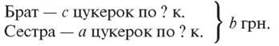 Брат — c цукерок по ? к.
Сестра — a цукерок по ? к. } b грн.